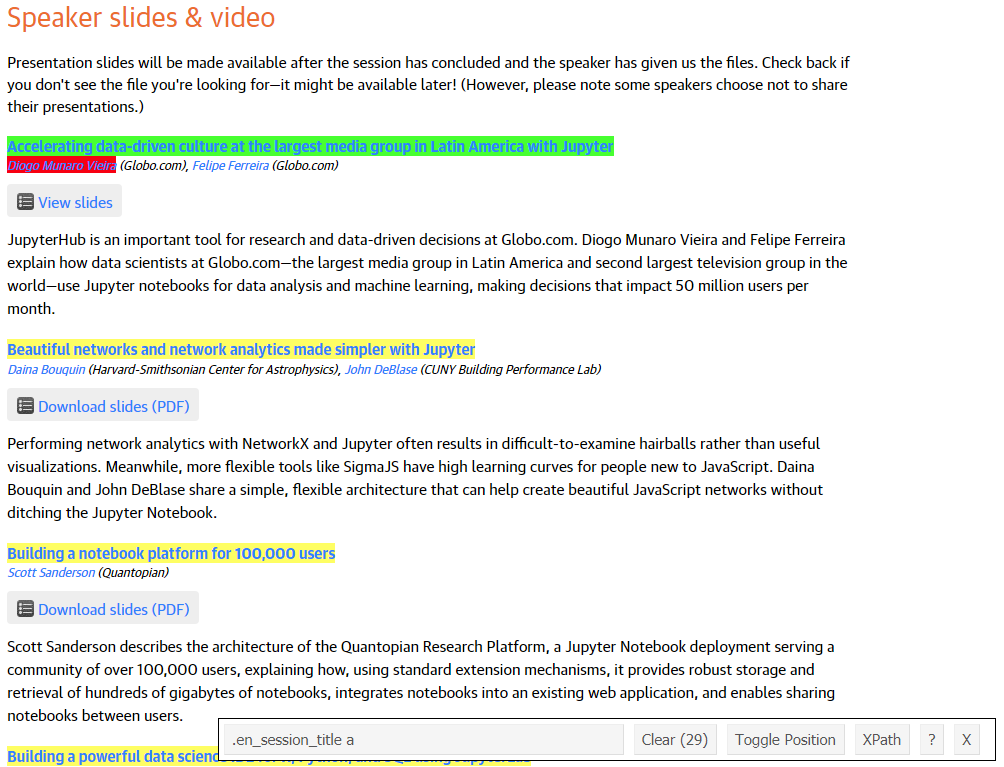 Speaker slides & video
Presentation slides will be made available after the session has concluded and the speaker has given us the files. Check back if
you don't see the file you're looking for—it might be available later! (However, please note some speakers choose not to share
their presentations.)
Accelerating data-driven culture at the largest media group in Latin America with Jupyter
Diogo Munaro Vieira (Globo.com), Felipe Ferreira (Globo.com)
View slides
JupyterHub is an important tool for research and data-driven decisions at Globo.com. Diogo Munaro Vieira and Felipe Ferreira
explain how data scientists at Globo.com—the largest media group in Latin America and second largest television group in the
world—use Jupyter notebooks for data analysis and machine learning, making decisions that impact 50 million users per
month.
Beautiful networks and network analytics made simpler with Jupyter
Daina Bouquin (Harvard-Smithsonian Center for Astrophysics), John DeBlase (CUNY Building Performance Lab)
Download slides (PDF)
Performing network analytics with NetworkX and Jupyter often results in difficult-to-examine hairballs rather than useful
visualizations. Meanwhile, more flexible tools like SigmaJS have high learning curves for people new to JavaScript. Daina
Bouquin and John DeBlase share a simple, flexible architecture that can help create beautiful JavaScript networks without
ditching the Jupyter Notebook.
Building a notebook platform for 100,000 users
Scott Sanderson (Quantopian)
Download slides (PDF)
Scott Sanderson describes the architecture of the Quantopian Research Platform, a Jupyter Notebook deployment serving a
community of over 100,000 users, explaining how, using standard extension mechanisms, it provides robust storage and
retrieval of hundreds of gigabytes of notebooks, integrates notebooks into an existing web application, and enables sharing
notebooks between users.
.en_session_title a Clear (29) Toggle Position XPath ? X
Building a powerful data